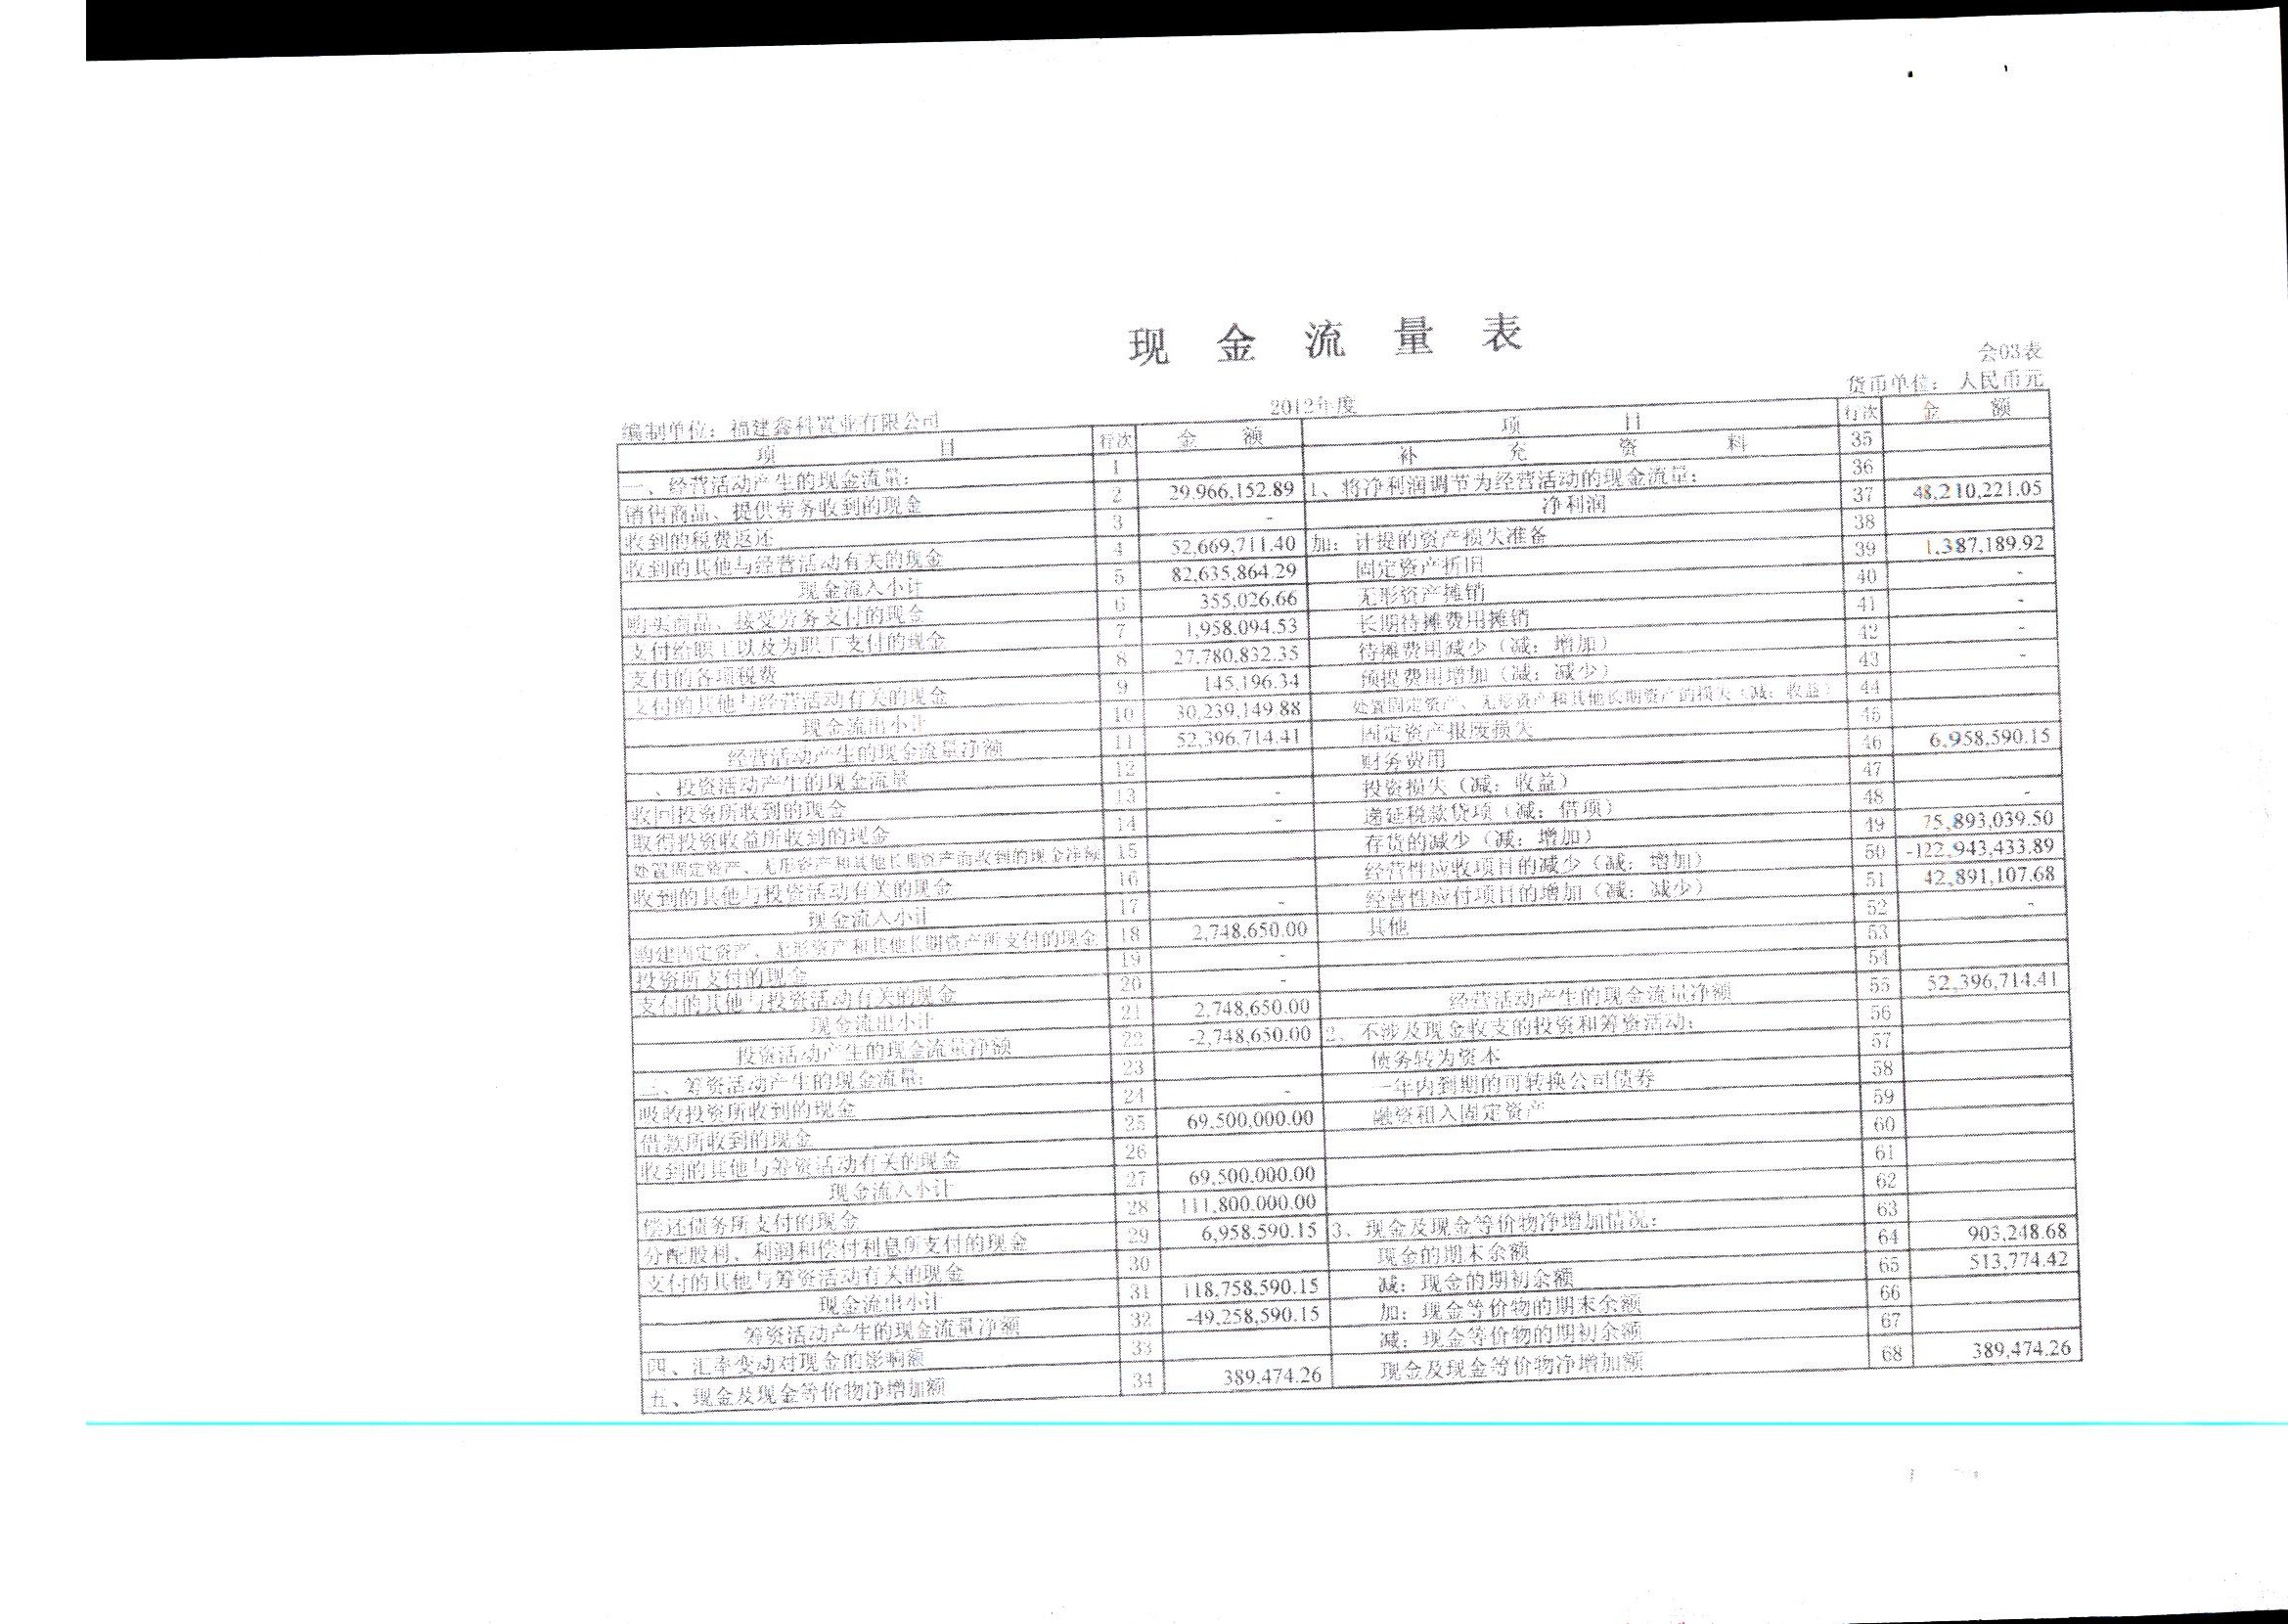 现 金 流 量 表
会03表
编制单位：福建鑫科置业有限公司 2012年度 货币单位：人民币元
项 目 行次 金 额 项 目 行次 金 额
一、经营活动产生的现金流量： 1 补 充 资 料 35
销售商品、提供劳务收到的现金 2 29,966,152.89 1、将净利润调节为经营活动的现金流量： 36
收到的税费返还 3 - 净利润 37 48,210,221.05
收到的其他与经营活动有关的现金 4 52,669,711.40 加：计提的资产损失准备 38
现金流入小计 5 82,635,864.29 固定资产折旧 39 1,387,189.92
购买商品、接受劳务支付的现金 6 355,026.66 无形资产摊销 40 -
支付给职工以及为职工支付的现金 7 1,958,094.53 长期待摊费用摊销 41 -
支付的各项税费 8 27,780,832.35 待摊费用减少（减：增加） 42 -
支付的其他与经营活动有关的现金 9 145,196.34 预提费用增加（减：减少） 43 -
现金流出小计 10 30,239,149.88 处置固定资产、无形资产和其他长期资产的损失（减：收益） 44
经营活动产生的现金流量净额 11 52,396,714.41 固定资产报废损失 45
、投资活动产生的现金流量 12 财务费用 46 6,958,590.15
收回投资所收到的现金 13 - 投资损失（减：收益） 47
取得投资收益所收到的现金 14 - 递延税款贷项（减：借项） 48 -
处置固定资产、无形资产和其他长期资产而收到的现金净额 15 存货的减少（减：增加） 49 75,893,039.50
收到的其他与投资活动有关的现金 16 经营性应收项目的减少（减：增加） 50 -122,943,433.89
现金流入小计 17 - 经营性应付项目的增加（减：减少） 51 42,891,107.68
购建固定资产、无形资产和其他长期资产所支付的现金 18 2,748,650.00 其他 52 -
投资所支付的现金 19 - 53
支付的其他与投资活动有关的现金 20 - 54
现金流出小计 21 2,748,650.00 经营活动产生的现金流量净额 55 52,396,714.41
投资活动产生的现金流量净额 22 -2,748,650.00 2、不涉及现金收支的投资和筹资活动： 56
三、筹资活动产生的现金流量： 23 债务转为资本 57
吸收投资所收到的现金 24 - 一年内到期的可转换公司债券 58
借款所收到的现金 25 69,500,000.00 融资租入固定资产 59
收到的其他与筹资活动有关的现金 26 60
现金流入小计 27 69,500,000.00 61
偿还债务所支付的现金 28 111,800,000.00 62
分配股利、利润和偿付利息所支付的现金 29 6,958,590.15 3、现金及现金等价物净增加情况： 63
支付的其他与筹资活动有关的现金 30 现金的期末余额 64 903,248.68
现金流出小计 31 118,758,590.15 减：现金的期初余额 65 513,774.42
筹资活动产生的现金流量净额 32 -49,258,590.15 加：现金等价物的期末余额 66
四、汇率变动对现金的影响额 33 减：现金等价物的期初余额 67
五、现金及现金等价物净增加额 34 389,474.26 现金及现金等价物净增加额 68 389,474.26